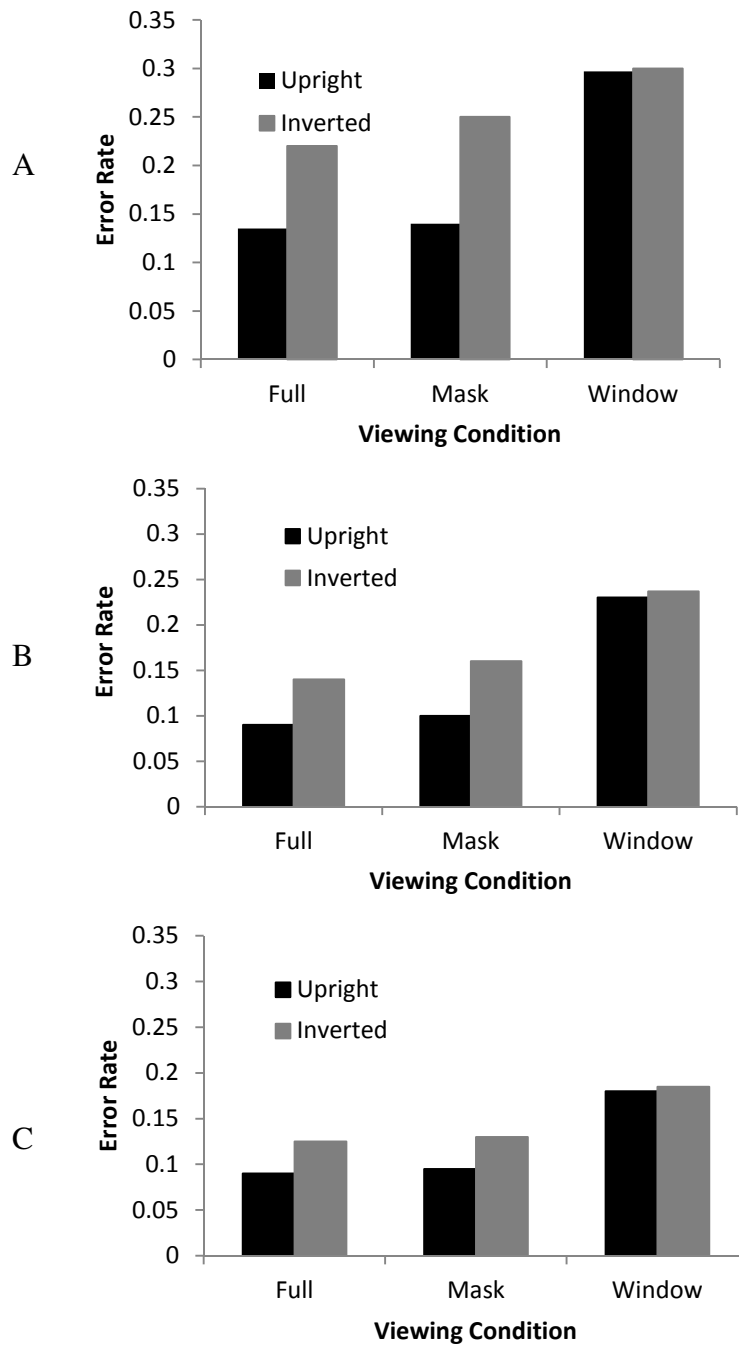 A
Error Rate
0.35
0.3
0.25
0.2
0.15
0.1
0.05
0
Upright
Inverted
Full Mask Window
Viewing Condition
B
Error Rate
0.35
0.3
0.25
0.2
0.15
0.1
0.05
0
Upright
Inverted
Full Mask Window
Viewing Condition
C
Error Rate
0.35
0.3
0.25
0.2
0.15
0.1
0.05
0
Upright
Inverted
Full Mask Window
Viewing Condition